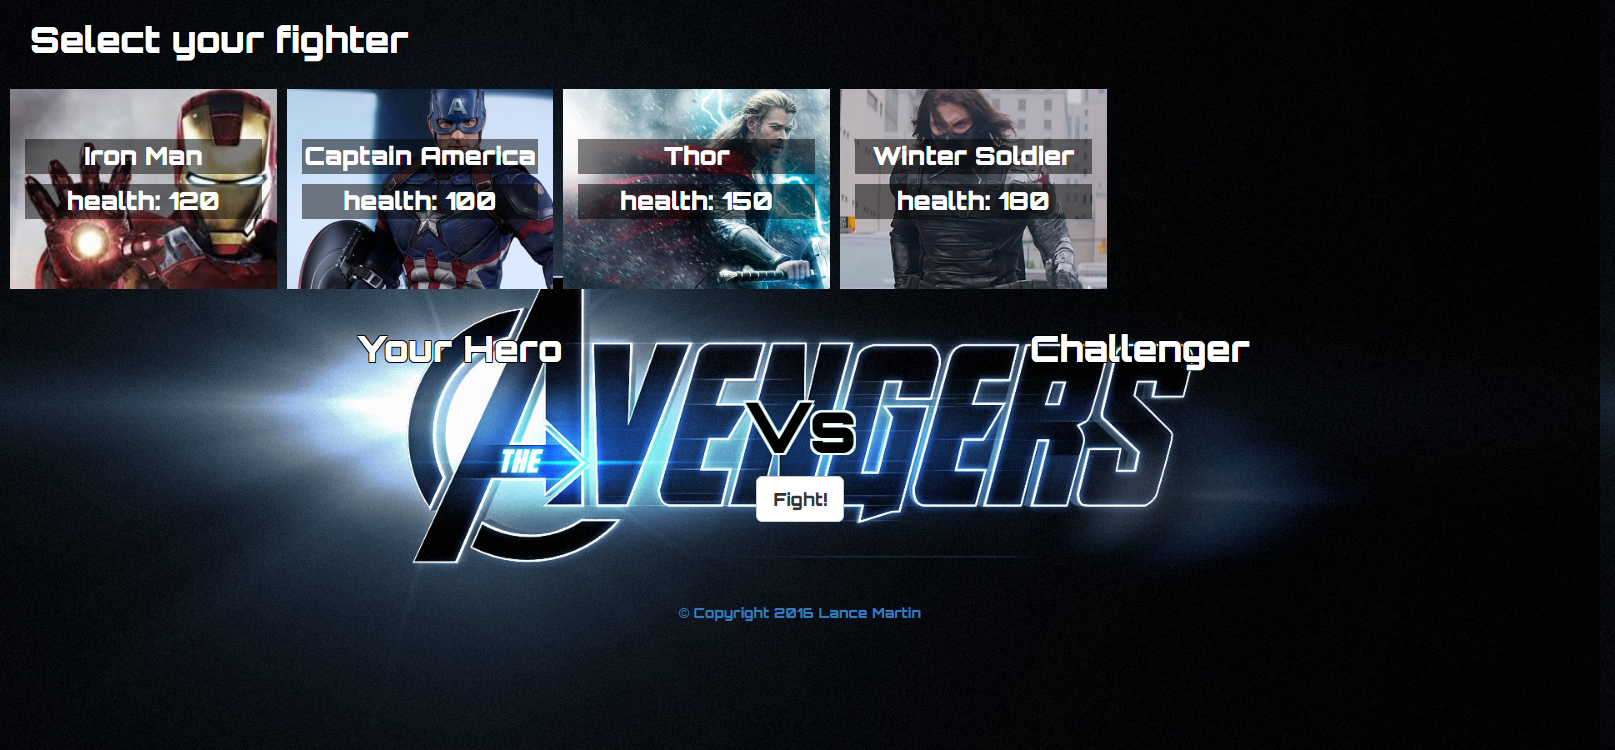 Select your fighter
Iron Man
health: 120
Captain America
health: 100
Thor
health: 150
Winter Soldier
health: 180
Your Hero
Challenger
THE AVENGERS
Vs
Fight!
© Copyright 2016 Lance Martin